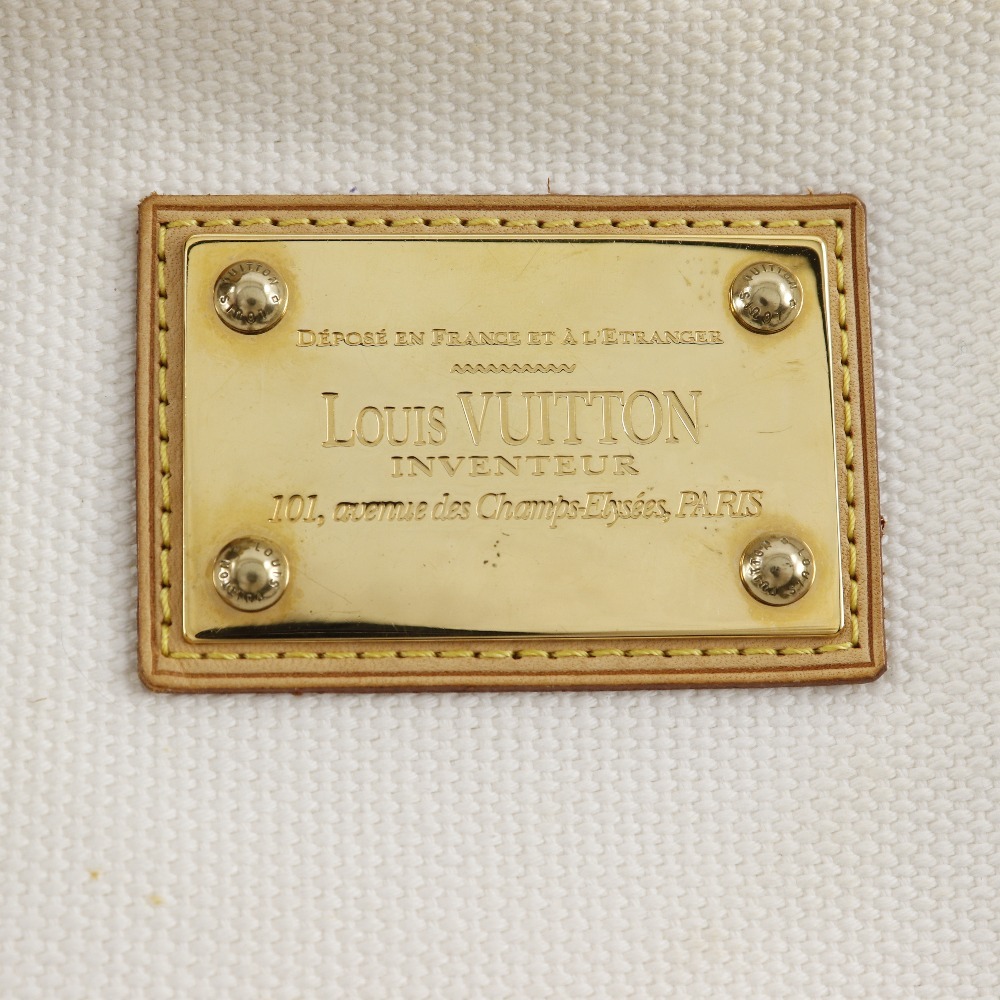 DÉPOSÉ EN FRANCE ET À L'ETRANGER
LOUIS VUITTON
INVENTEUR
101, avenue des Champs-Elysées, PARIS